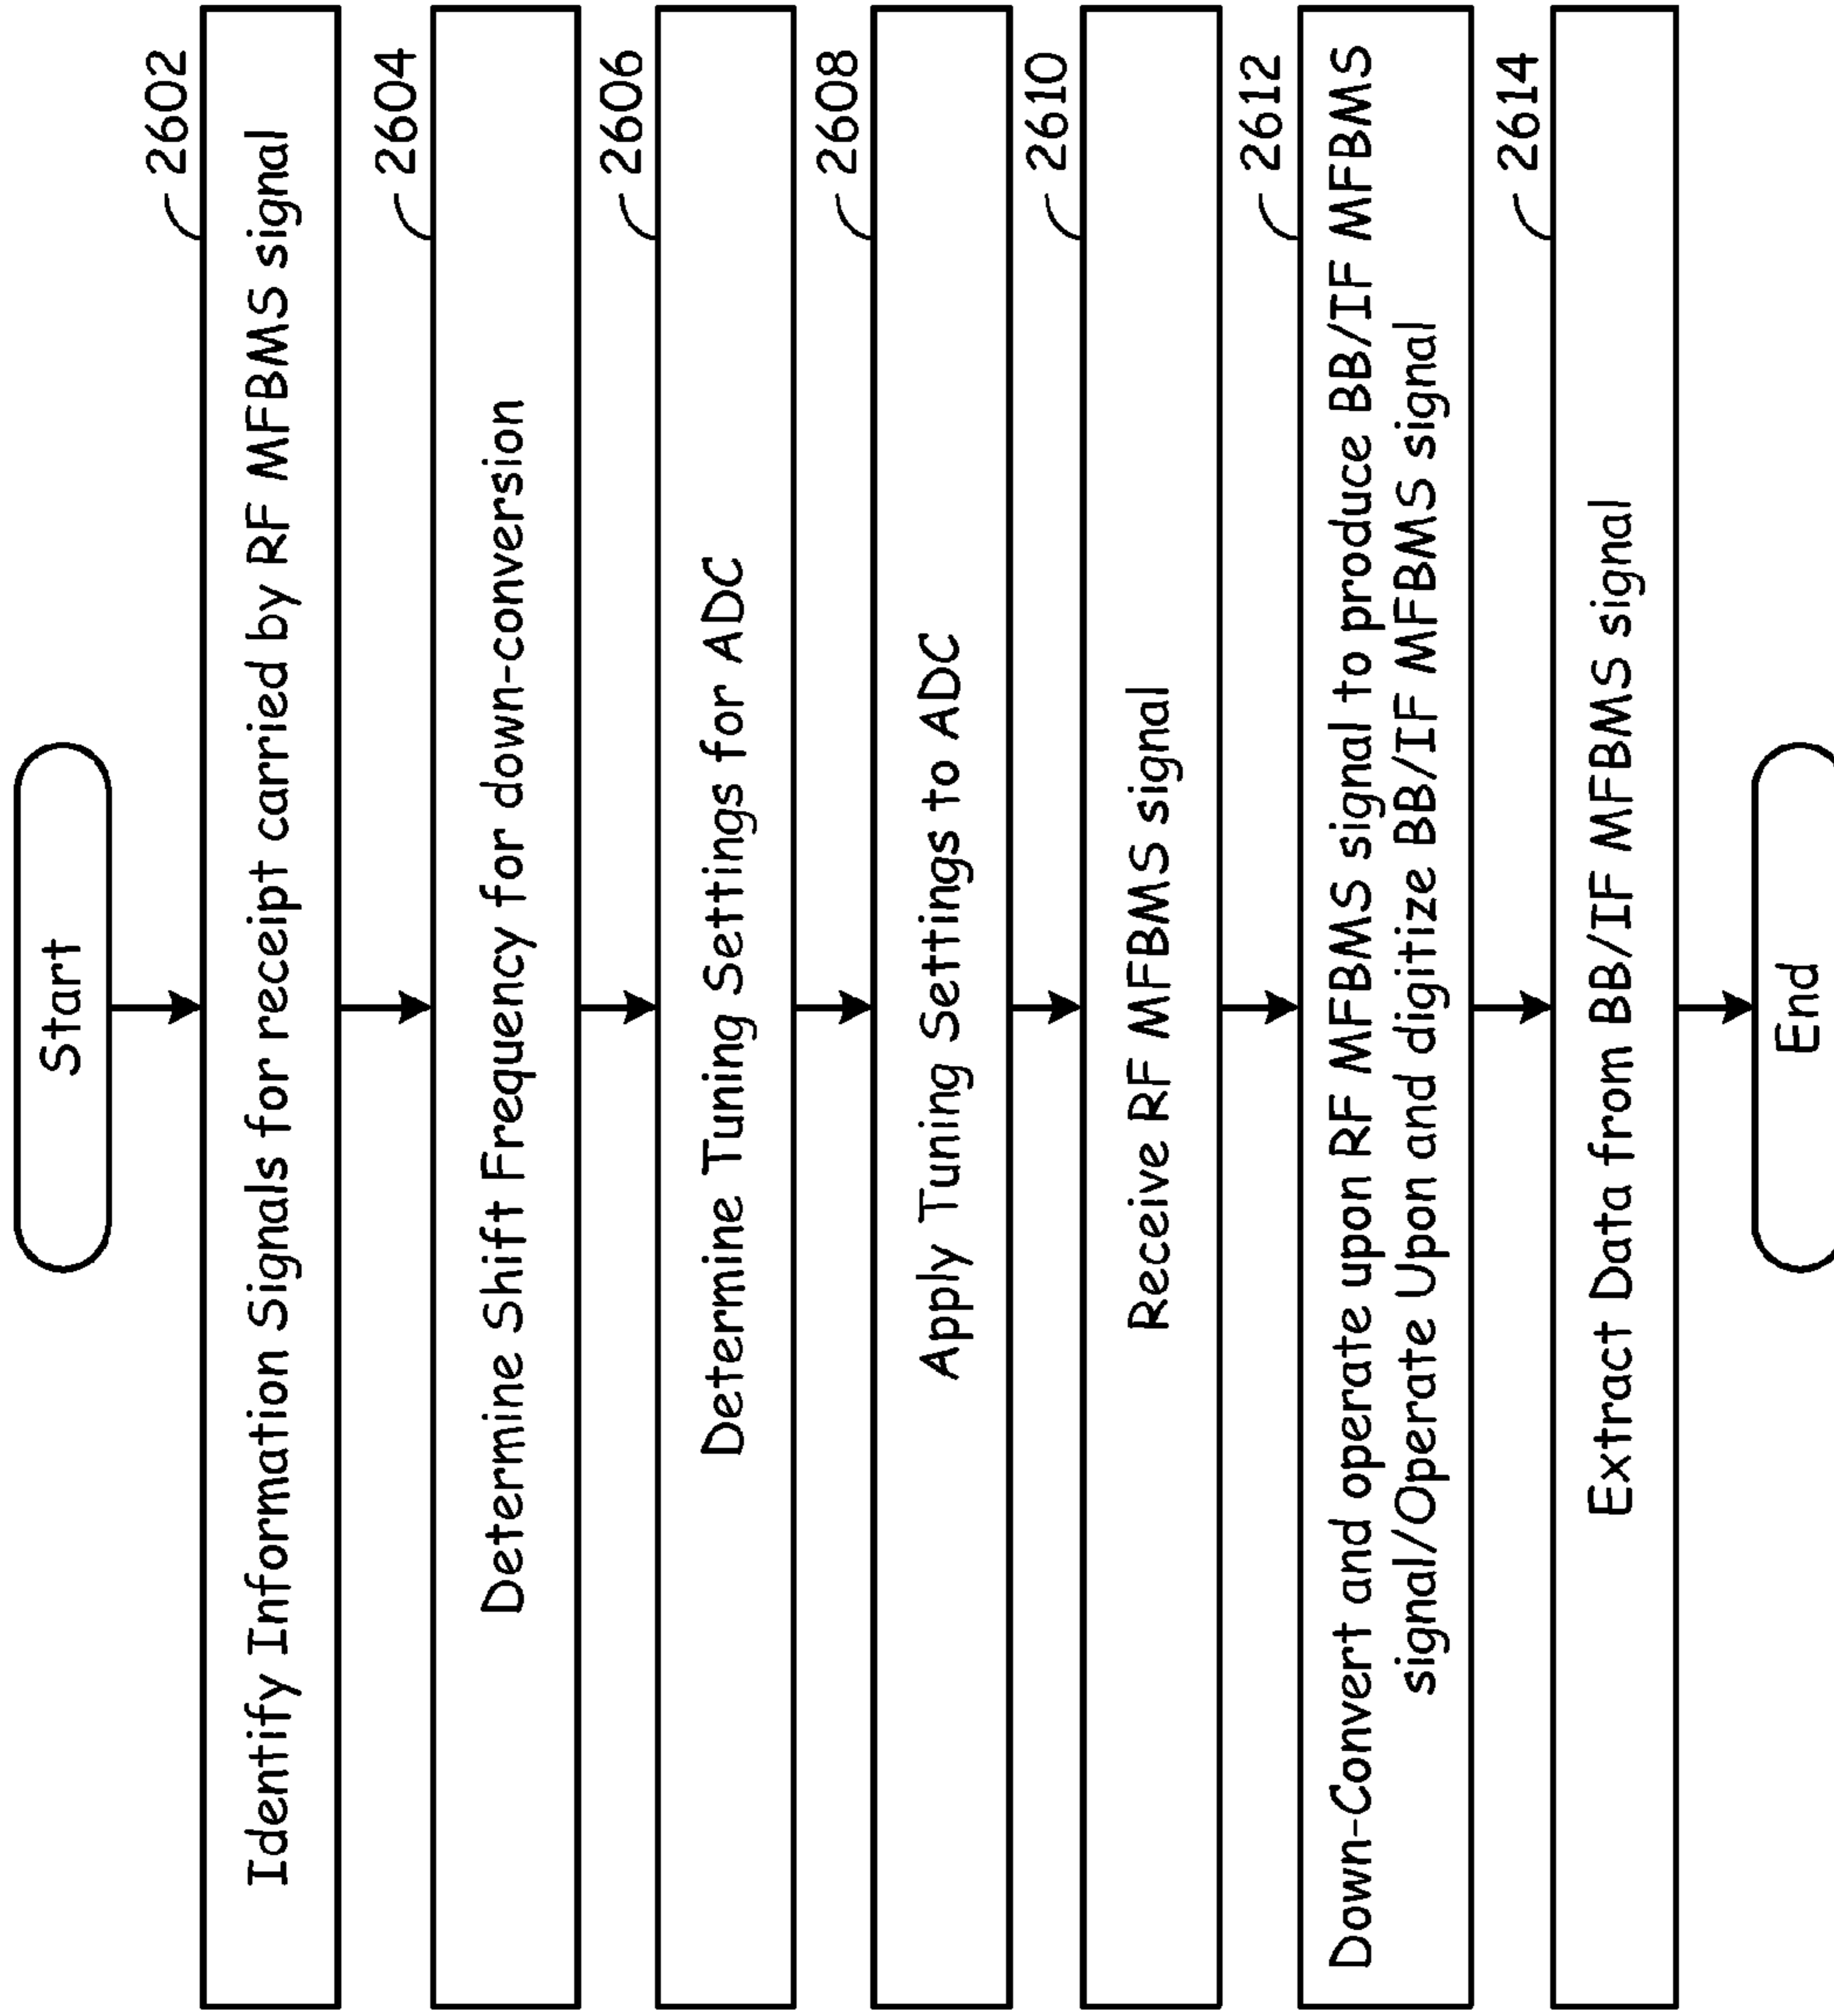 Start
2602
Identify Information Signals for receipt carried by RF MFBMS signal
2604
Determine Shift Frequency for down-conversion
2606
Determine Tuning Settings for ADC
2608
Apply Tuning Settings to ADC
2610
Receive RF MFBMS signal
2612
Down-Convert and operate upon RF MFBMS signal to produce BB/IF MFBMS
signal/Operate Upon and digitize BB/IF MFBMS signal
2614
Extract Data from BB/IF MFBMS signal
End